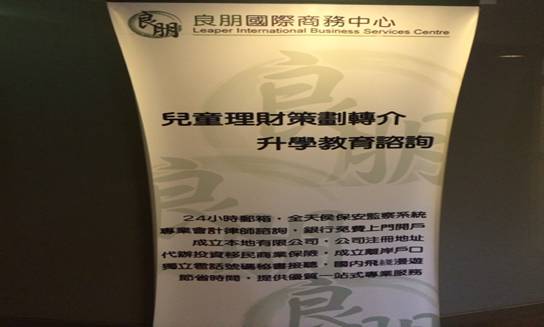 良朋
良朋國際商務中心
Leaper International Business Services Centre
兒童理財策劃轉介
升學教育諮詢
24小時郵箱．全天侯保安監察系統
專業會計律師諮詢．銀行免費上門開戶
成立本地有限公司．公司注冊地址
代辦投資移民商業保險．成立離岸戶口
獨立電話號碼秘書接聽．國內飛綫漫遊
節省時間．提供優質一站式專業服務
良朋
良